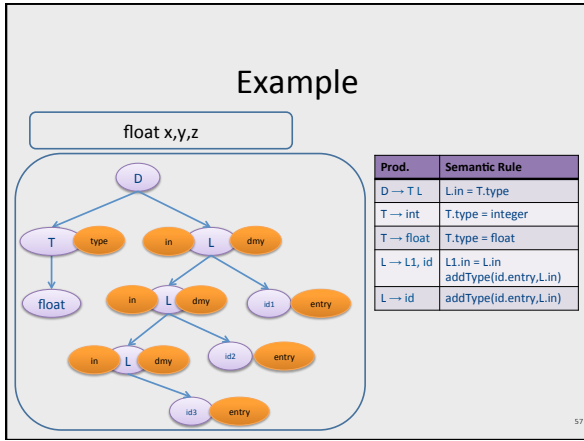 Example
float x,y,z
D
T type in L dmy
float in L dmy id1 entry
in L dmy id2 entry
id3 entry
Prod. Semantic Rule
D → T L L.in = T.type
T → int T.type = integer
T → float T.type = float
L → L1, id L1.in = L.in
addType(id.entry,L.in)
L → id addType(id.entry,L.in)
57